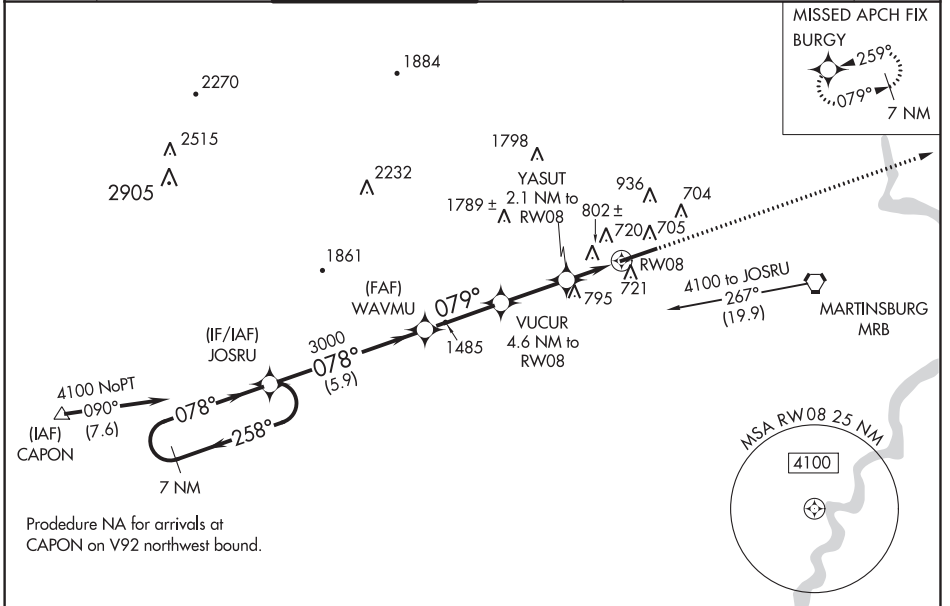 MISSED APCH FIX
BURGY
259°
079°
7 NM
1884
2270
2515
2905
2232
1798
YASUT
2.1 NM to
RW08
1789 ±
936
802 ±
704
720
705
RW08
721
795
1861
(FAF)
WAVMU
079°
VUCUR
4.6 NM to
RW08
1485
4100 to JOSRU
267°
(19.9)
MARTINSBURG
MRB
(IF/IAF)
JOSRU
3000
078°
(5.9)
4100 NoPT
090°
(7.6)
(IAF)
CAPON
078°
258°
7 NM
Prodedure NA for arrivals at
CAPON on V92 northwest bound.
MSA RW08 25 NM
4100